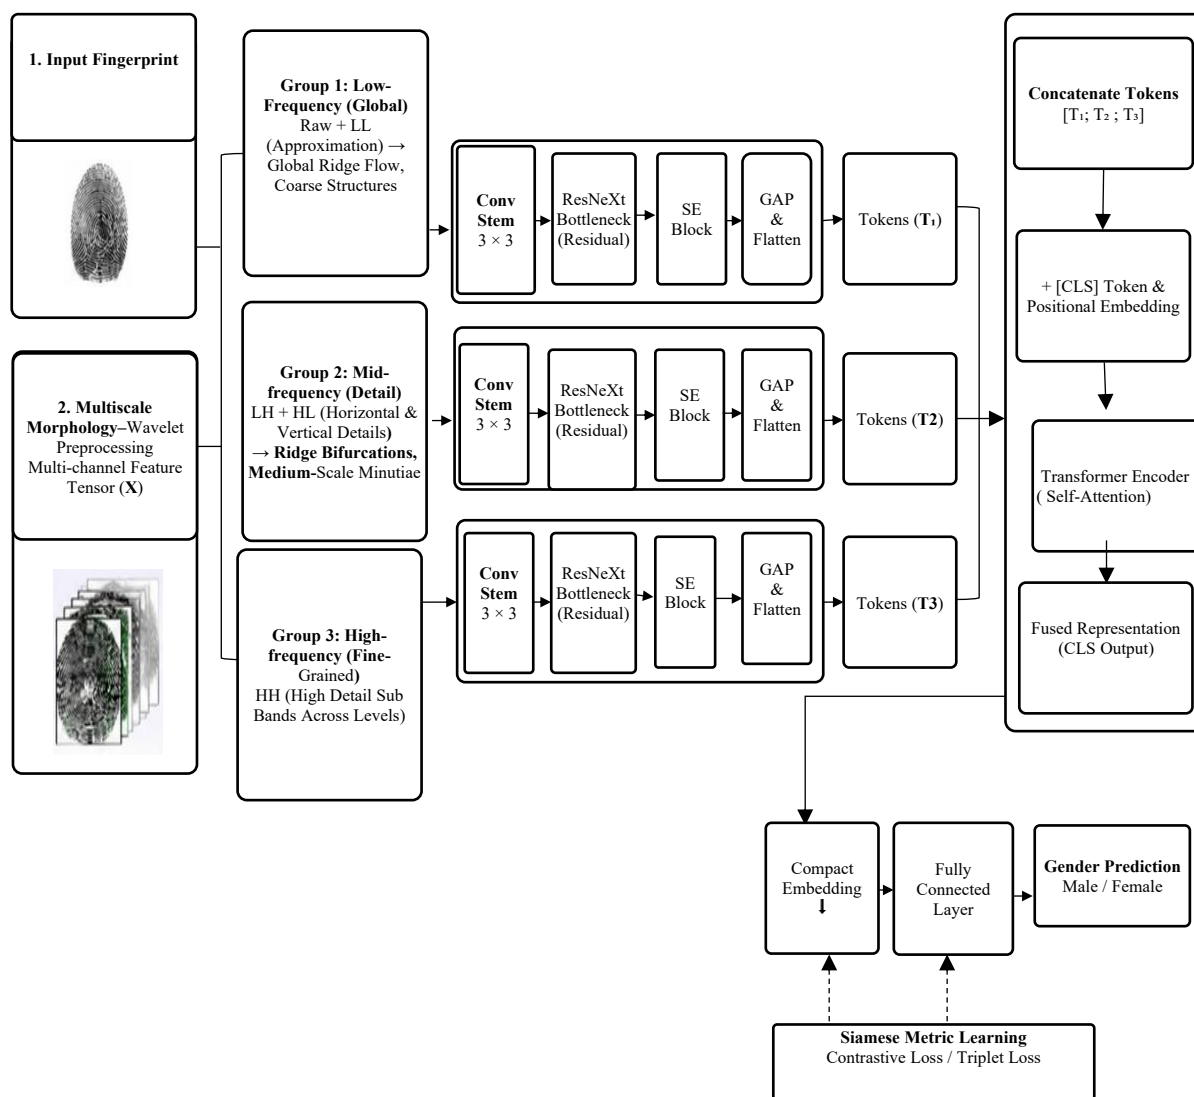 1. Input Fingerprint
2. Multiscale
Morphology–Wavelet
Preprocessing
Multi-channel Feature
Tensor (X)
Group 1: Low-
Frequency (Global)
Raw + LL
(Approximation) →
Global Ridge Flow,
Coarse Structures
Conv
Stem
3 × 3
ResNeXt
Bottleneck
(Residual)
SE
Block
GAP
&
Flatten
Tokens (T₁)
Group 2: Mid-
frequency (Detail)
LH + HL (Horizontal &
Vertical Details)
→ Ridge Bifurcations,
Medium-Scale Minutiae
Conv
Stem
3 × 3
ResNeXt
Bottleneck
(Residual)
SE
Block
GAP
&
Flatten
Tokens (T2)
Group 3: High-
frequency (Fine-
Grained)
HH (High Detail Sub
Bands Across Levels)
Conv
Stem
3 × 3
ResNeXt
Bottleneck
(Residual)
SE
Block
GAP
&
Flatten
Tokens (T3)
Concatenate Tokens
[T₁; T₂ ; T₃]
+ [CLS] Token &
Positional Embedding
Transformer Encoder
( Self-Attention)
Fused Representation
(CLS Output)
Compact
Embedding
⬇
Fully
Connected
Layer
Gender Prediction
Male / Female
Siamese Metric Learning
Contrastive Loss / Triplet Loss